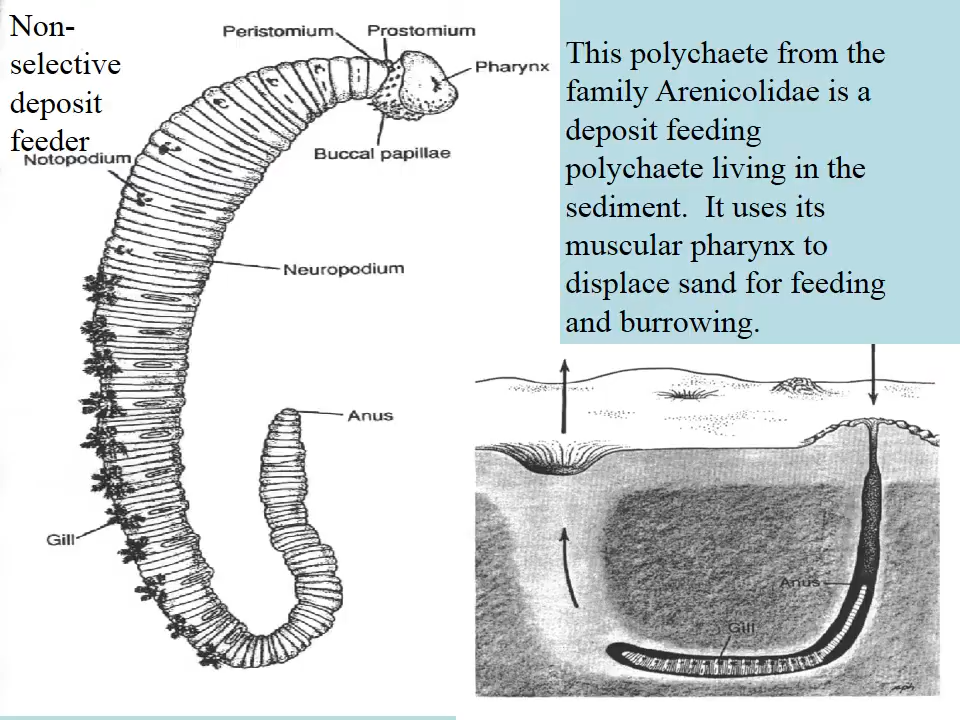 Non-
selective
deposit
feeder
Peristomium
Prostomium
Pharynx
Buccal papillae
Notopodium
Neuropodium
Anus
Gill
This polychaete from the
family Arenicolidae is a
deposit feeding
polychaete living in the
sediment. It uses its
muscular pharynx to
displace sand for feeding
and burrowing.
Anus
Gill